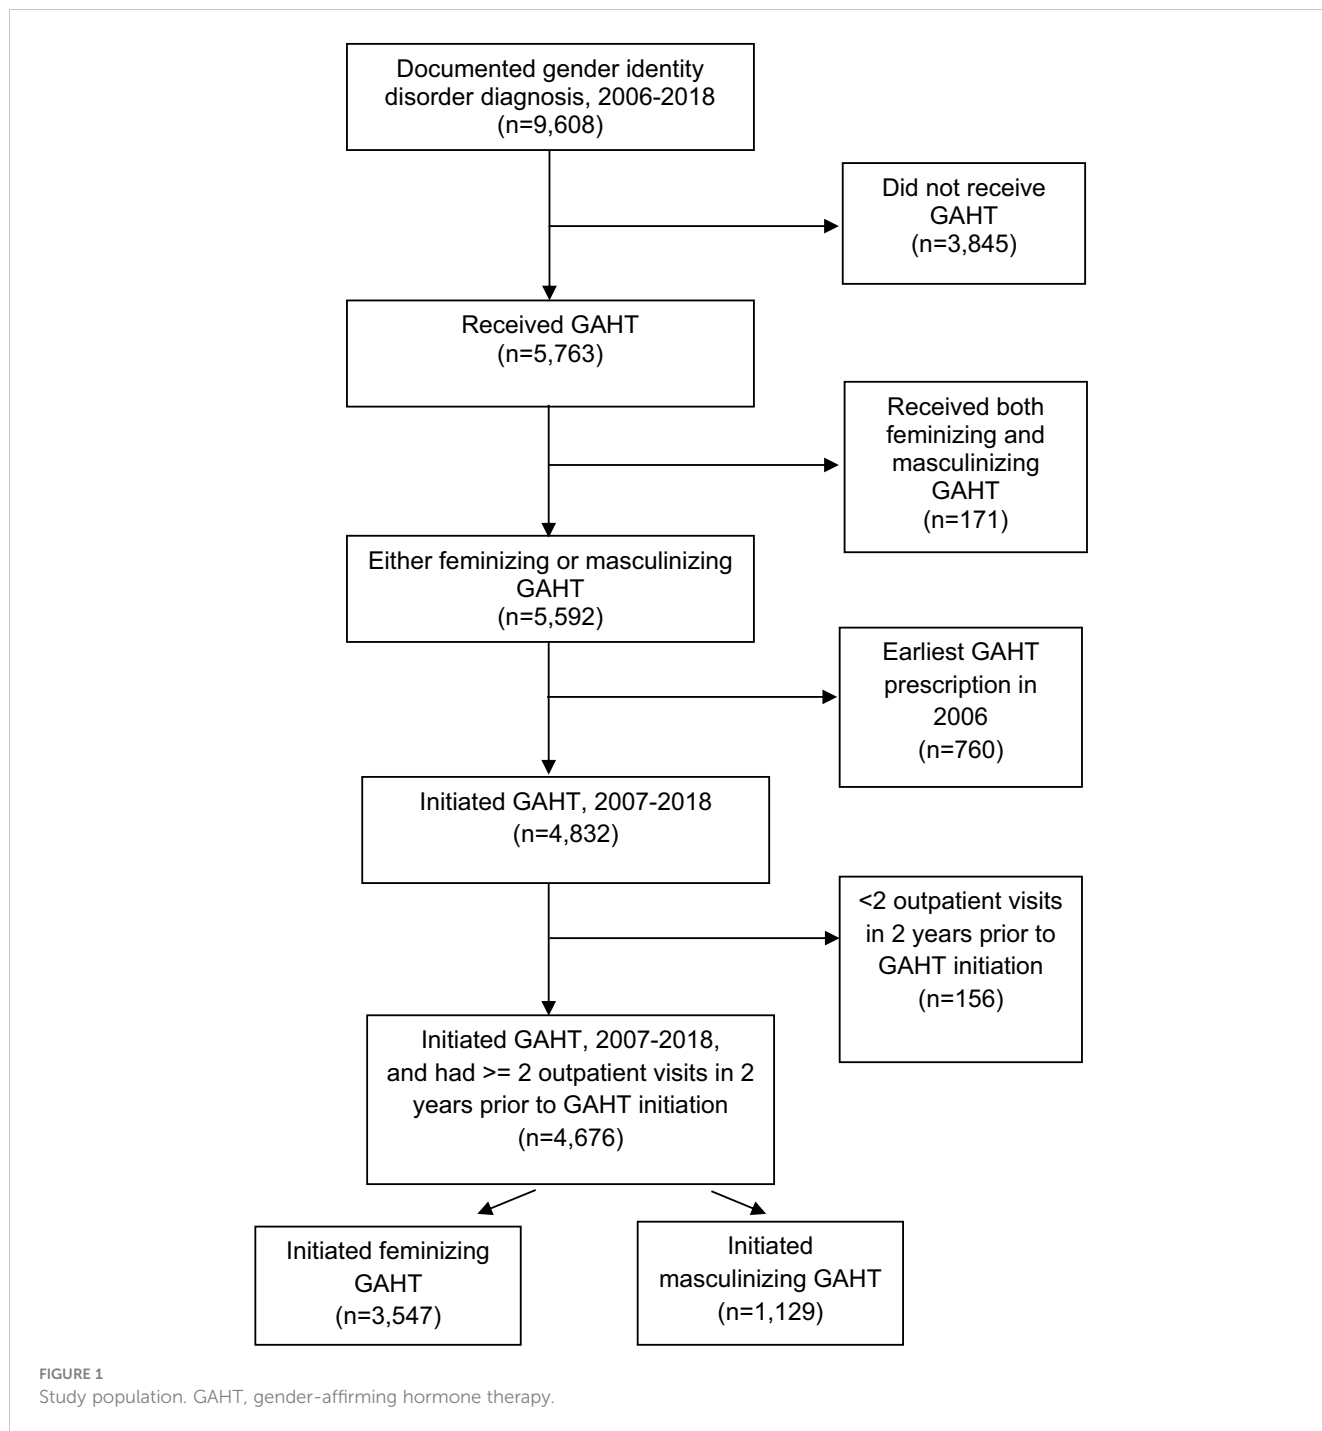 Documented gender identity
disorder diagnosis, 2006-2018
(n=9,608)
Did not receive
GAHT
(n=3,845)
Received GAHT
(n=5,763)
Received both
feminizing and
masculinizing
GAHT
(n=171)
Either feminizing or masculinizing
GAHT
(n=5,592)
Earliest GAHT
prescription in
2006
(n=760)
Initiated GAHT, 2007-2018
(n=4,832)
<2 outpatient visits
in 2 years prior to
GAHT initiation
(n=156)
Initiated GAHT, 2007-2018,
and had >= 2 outpatient visits in 2
years prior to GAHT initiation
(n=4,676)
Initiated feminizing
GAHT
(n=3,547)
Initiated
masculinizing GAHT
(n=1,129)
FIGURE 1
Study population. GAHT, gender-affirming hormone therapy.